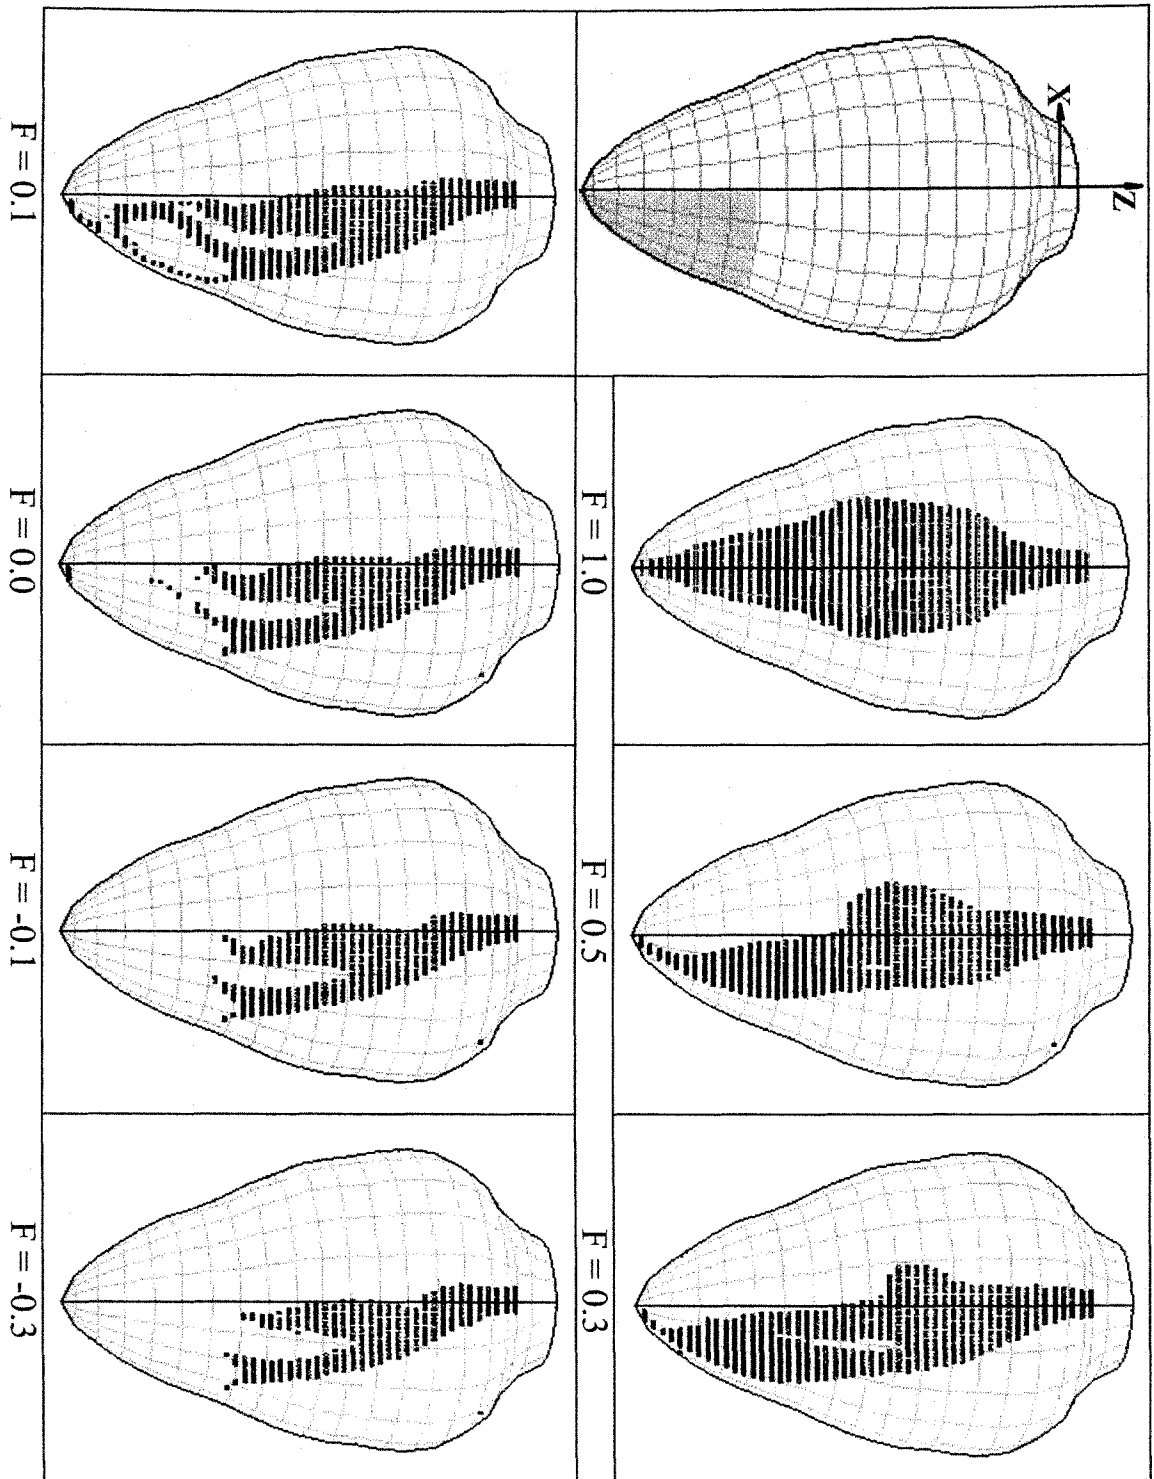 X
Z
F = 1.0
F = 0.5
F = 0.3
F = 0.1
F = 0.0
F = -0.1
F = -0.3